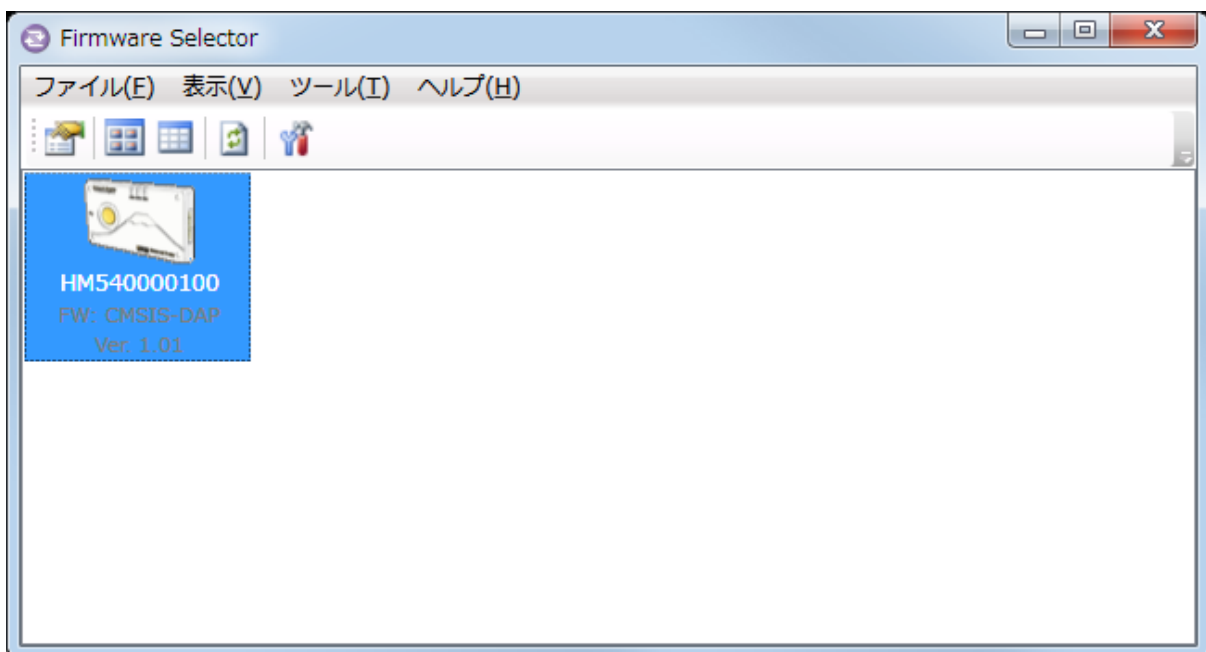 Firmware Selector
ファイル(F) 表示(V) ツール(T) ヘルプ(H)
HM540000100
FW: CMSIS-DAP
Ver. 1.01